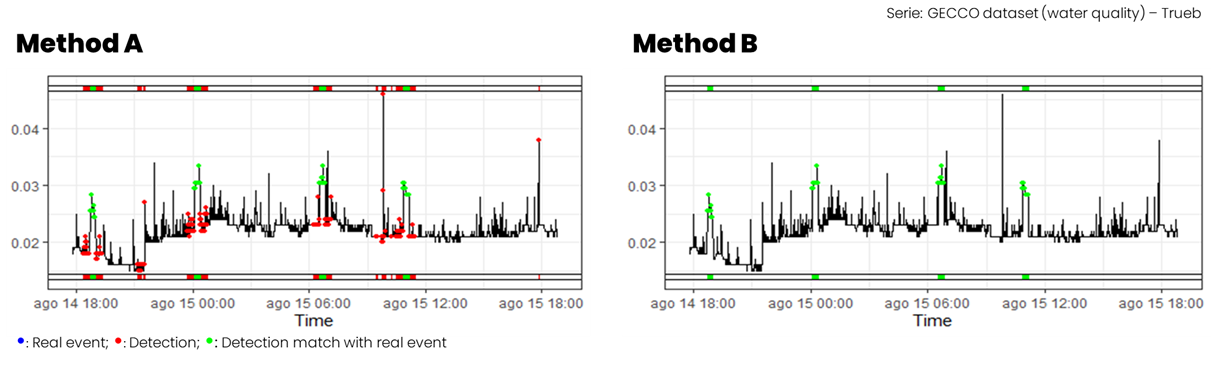 Serie: GECCO dataset (water quality) – Trueb
Method A
Method B
0.04
0.03
0.02
ago 14 18:00 ago 15 00:00 ago 15 06:00 ago 15 12:00 ago 15 18:00
Time
0.04
0.03
0.02
ago 14 18:00 ago 15 00:00 ago 15 06:00 ago 15 12:00 ago 15 18:00
Time
: Real event; : Detection; : Detection match with real event